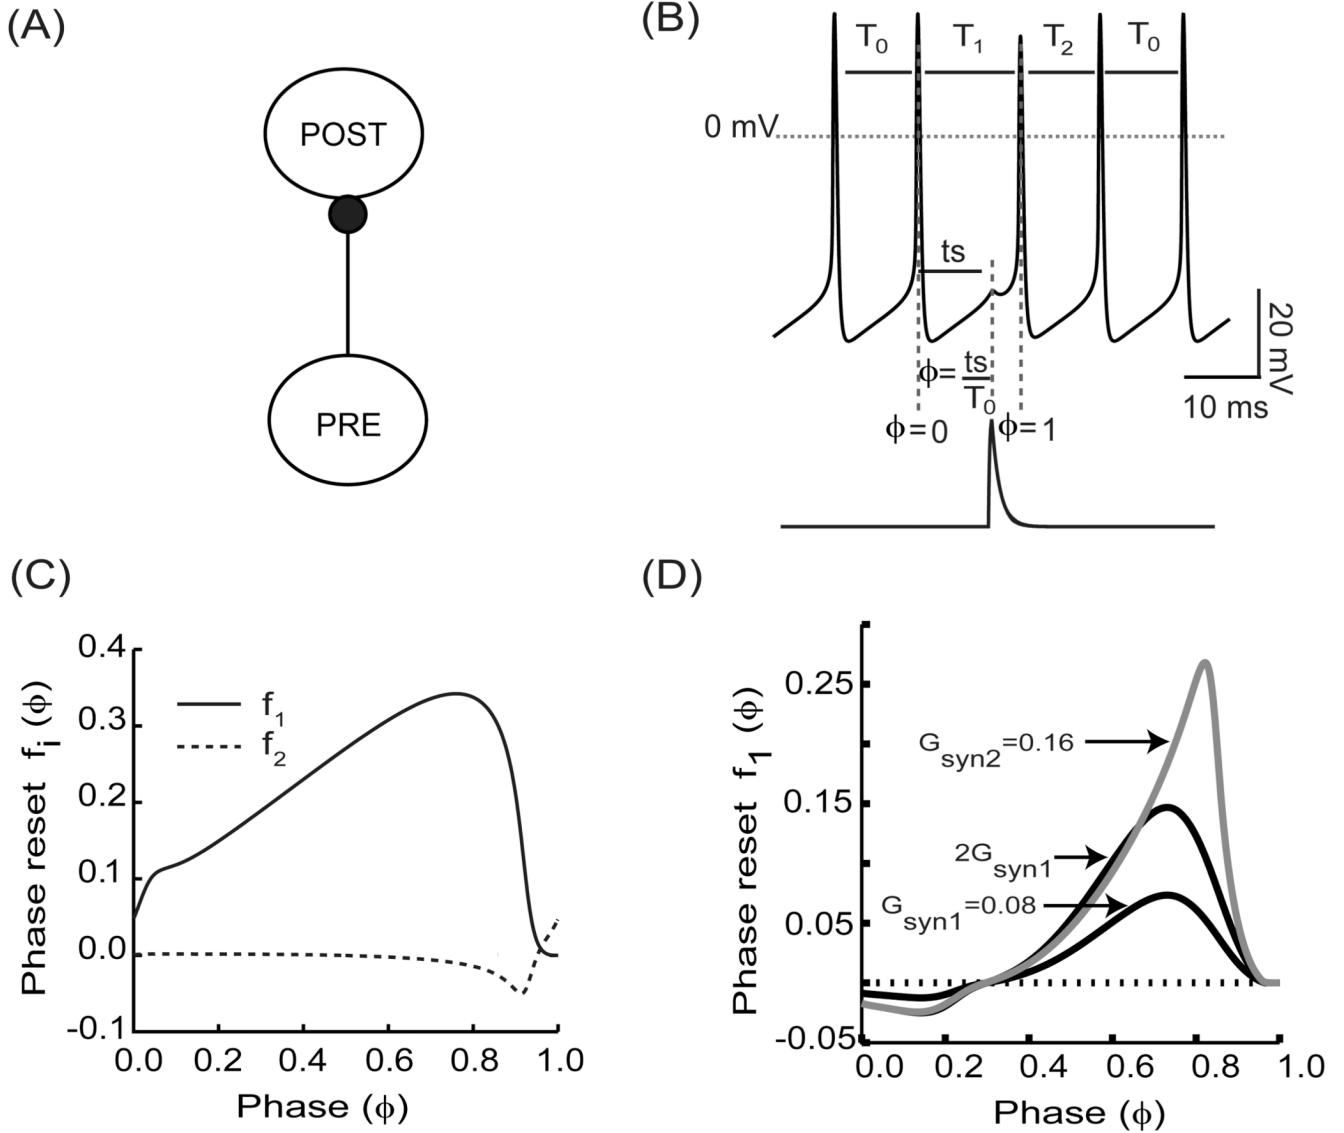 (A)
POST
PRE
(B)
T0 T1 T2 T0
0 mV
ts
ϕ= ts/T0
ϕ=0
ϕ=1
20 mV
10 ms
(C)
0.4
0.3
0.2
0.1
0.0
-0.1
f1
f2
Phase reset fi (ϕ)
0.0 0.2 0.4 0.6 0.8 1.0
Phase (ϕ)
(D)
0.25
0.15
0.05
-0.05
Gsyn2=0.16
2Gsyn1
Gsyn1=0.08
Phase reset f1 (ϕ)
0.0 0.2 0.4 0.6 0.8 1.0
Phase (ϕ)